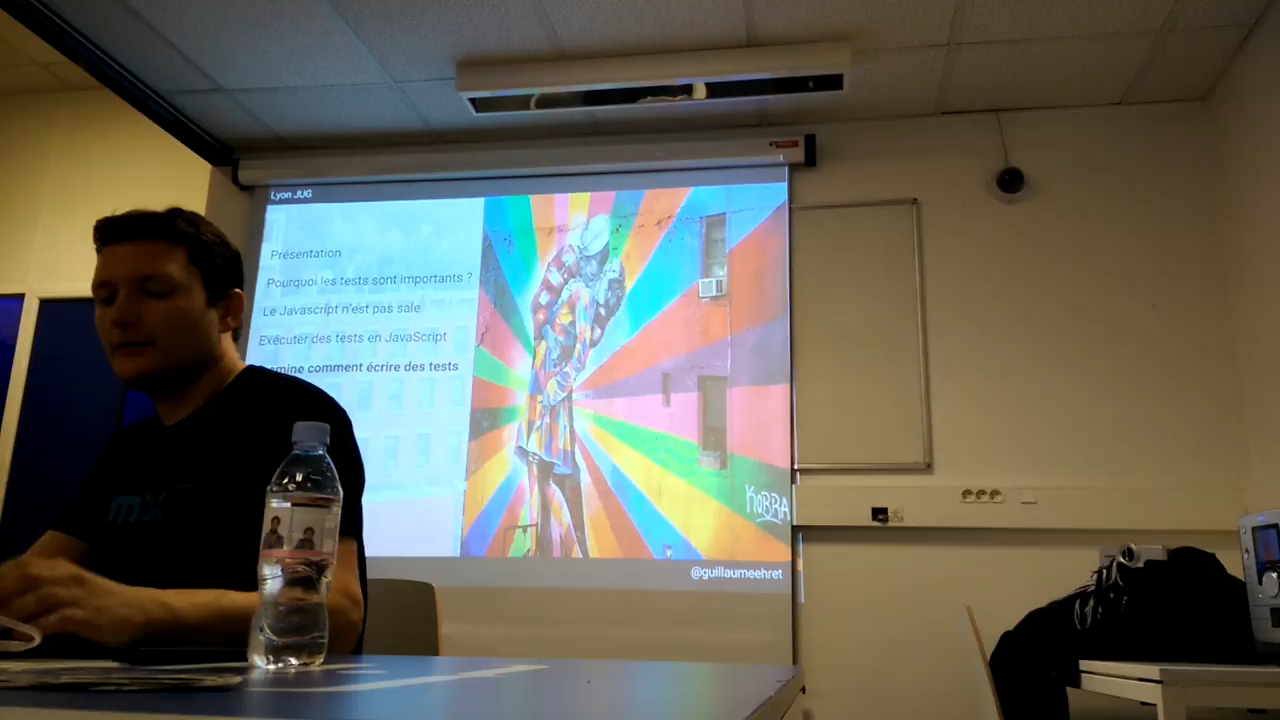 Lyon JUG
Présentation
Pourquoi les tests sont importants ?
Le Javascript n'est pas sale
Exécuter des tests en JavaScript
comment écrire des tests
KOBRA
@guillaumeehret